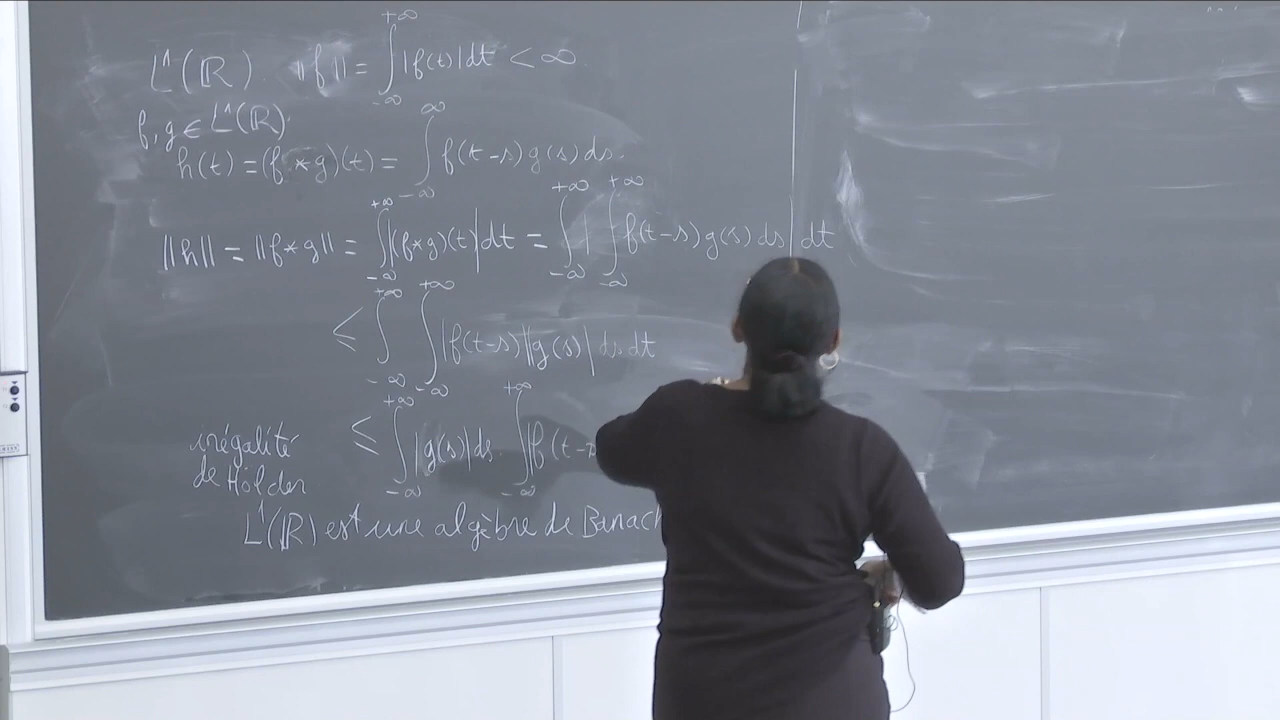 L¹(ℝ) ‖f‖ = ∫_{-∞}^{+∞} |f(t)|dt < ∞
f, g ∈ L¹(ℝ)
h(t) = (f * g)(t) = ∫_{-∞}^{∞} f(t-s) g(s) ds.
‖h‖ = ‖f * g‖ = ∫_{-∞}^{+∞} |(f * g)(t)| dt = ∫_{-∞}^{+∞} | ∫_{-∞}^{+∞} f(t-s) g(s) ds | dt
≤ ∫_{-∞}^{+∞} ∫_{-∞}^{+∞} |f(t-s)||g(s)| ds dt
inégalité de Hölder ≤ ∫_{-∞}^{+∞} |g(s)|ds ∫_{-∞}^{+∞} |f(t-s
L¹(ℝ) est une algèbre de Banach